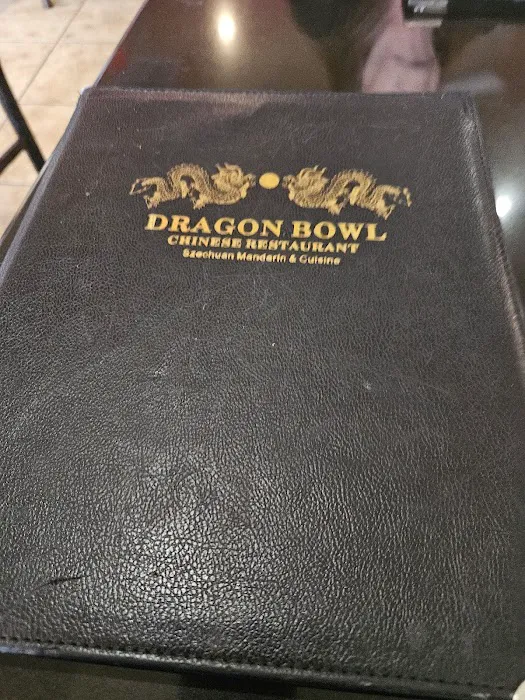 DRAGON BOWL
CHINESE RESTAURANT
Szechuan Mandarin & Cuisine